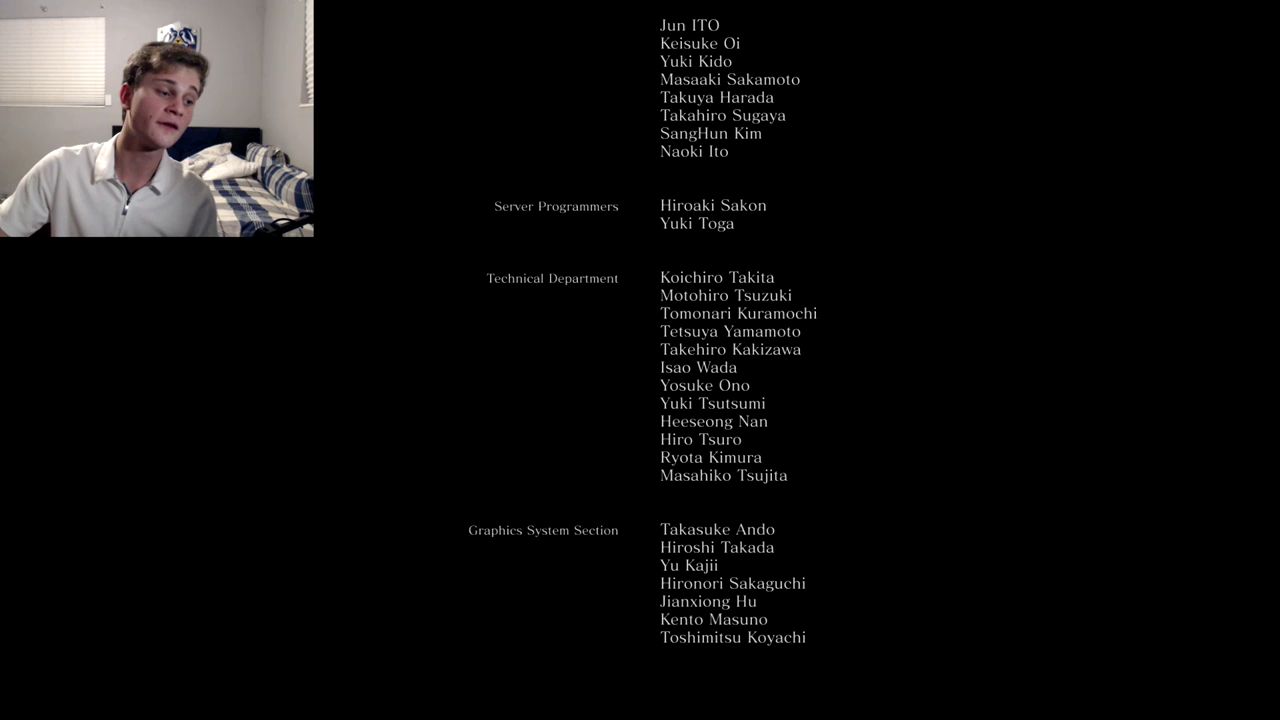 Jun ITO
Keisuke Oi
Yuki Kido
Masaaki Sakamoto
Takuya Harada
Takahiro Sugaya
SangHun Kim
Naoki Ito
Server Programmers Hiroaki Sakon
Yuki Toga
Technical Department Koichiro Takita
Motohiro Tsuzuki
Tomonari Kuramochi
Tetsuya Yamamoto
Takehiro Kakizawa
Isao Wada
Yosuke Ono
Yuki Tsutsumi
Heeseong Nan
Hiro Tsuro
Ryota Kimura
Masahiko Tsujita
Graphics System Section Takasuke Ando
Hiroshi Takada
Yu Kajii
Hironori Sakaguchi
Jianxiong Hu
Kento Masuno
Toshimitsu Koyachi